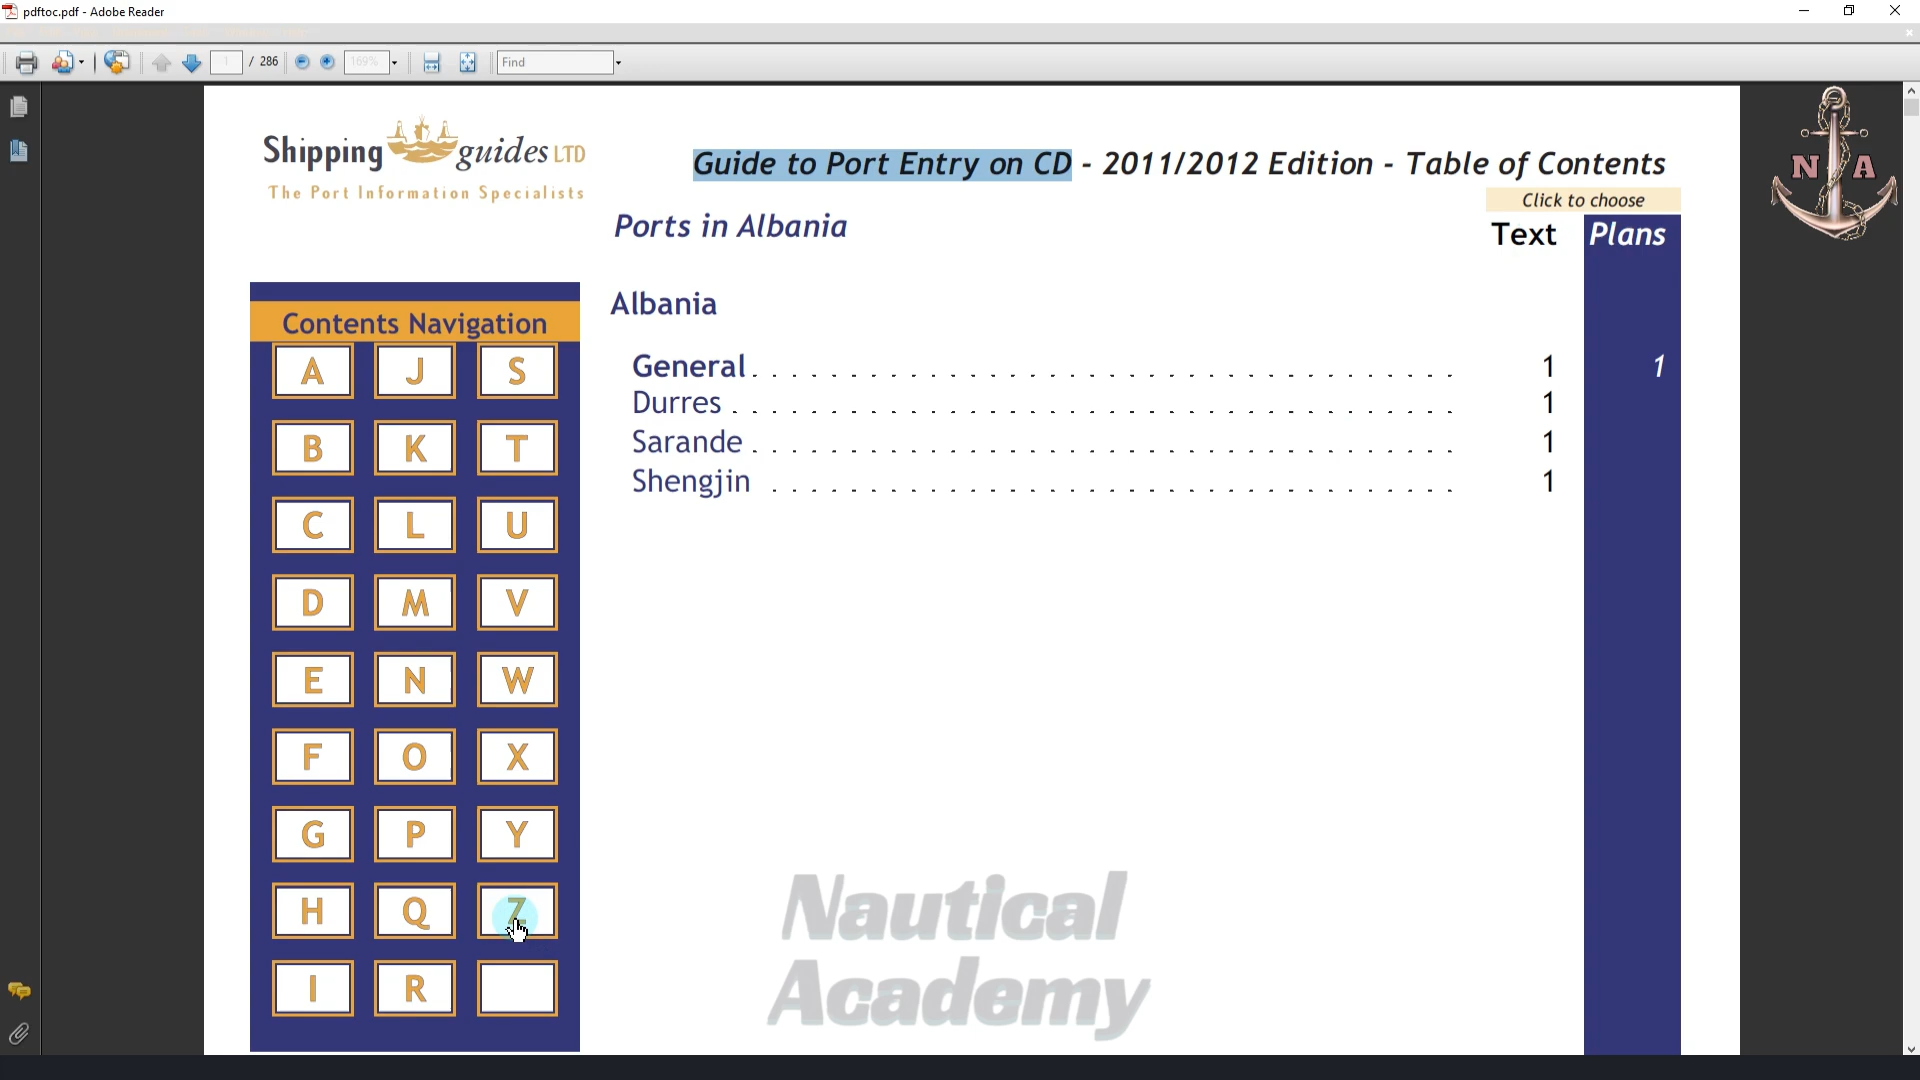 pdftoc.pdf - Adobe Reader
1 / 286 169% Find
Shipping guides LTD
The Port Information Specialists
Guide to Port Entry on CD - 2011/2012 Edition - Table of Contents
Click to choose
Ports in Albania
Text Plans
N A
Contents Navigation
A J S
B K T
C L U
D M V
E N W
F O X
G P Y
H Q Z
I R
Albania
General . . . . . . . . . . . . . . . . . . . . . . . . . . . . . . . . . . . . 1 1
Durres . . . . . . . . . . . . . . . . . . . . . . . . . . . . . . . . . . . . . 1
Sarande . . . . . . . . . . . . . . . . . . . . . . . . . . . . . . . . . . . . 1
Shengjin . . . . . . . . . . . . . . . . . . . . . . . . . . . . . . . . . . . 1
Nautical
Academy